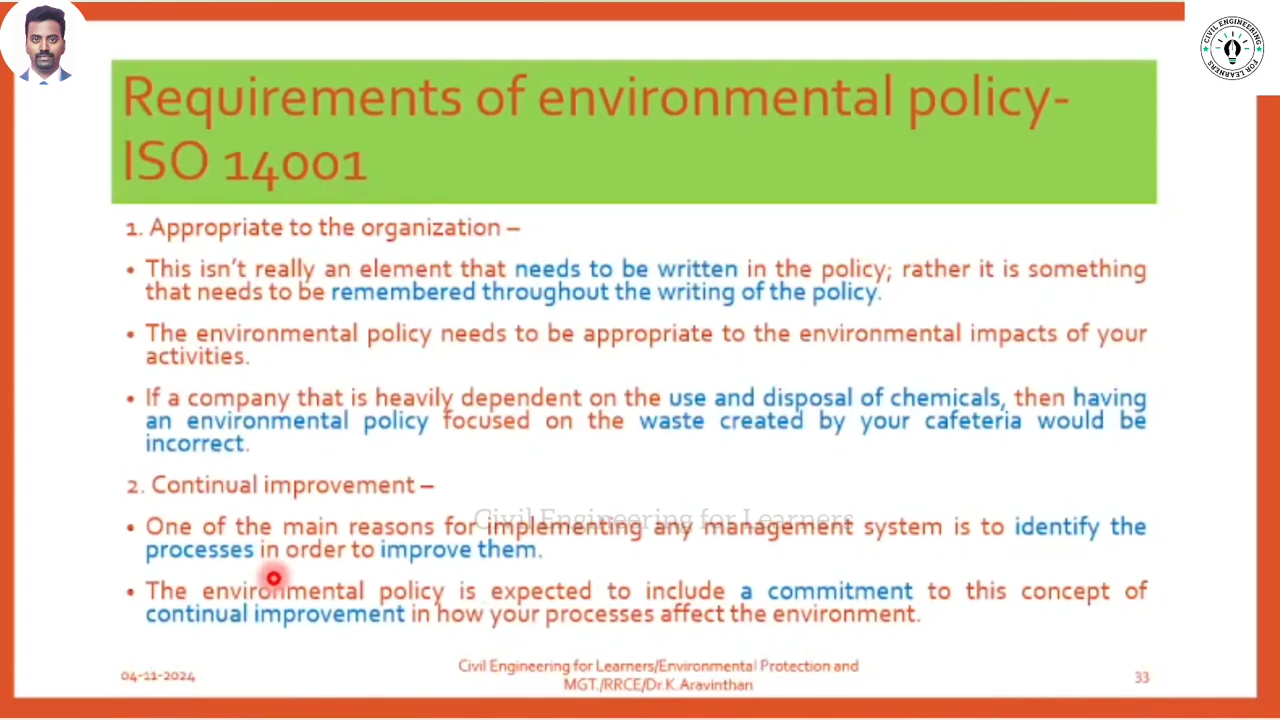 CIVIL ENGINEERING
FOR LEARNERS
Requirements of environmental policy-
ISO 14001
1. Appropriate to the organization –
• This isn't really an element that needs to be written in the policy; rather it is something
that needs to be remembered throughout the writing of the policy.
• The environmental policy needs to be appropriate to the environmental impacts of your
activities.
• If a company that is heavily dependent on the use and disposal of chemicals, then having
an environmental policy focused on the waste created by your cafeteria would be
incorrect.
2. Continual improvement –
Civil Engineering for Learners
• One of the main reasons for implementing any management system is to identify the
processes in order to improve them.
• The environmental policy is expected to include a commitment to this concept of
continual improvement in how your processes affect the environment.
04-11-2024
Civil Engineering for Learners/Environmental Protection and
MGT./RRCE/Dr.K.Aravinthan
33